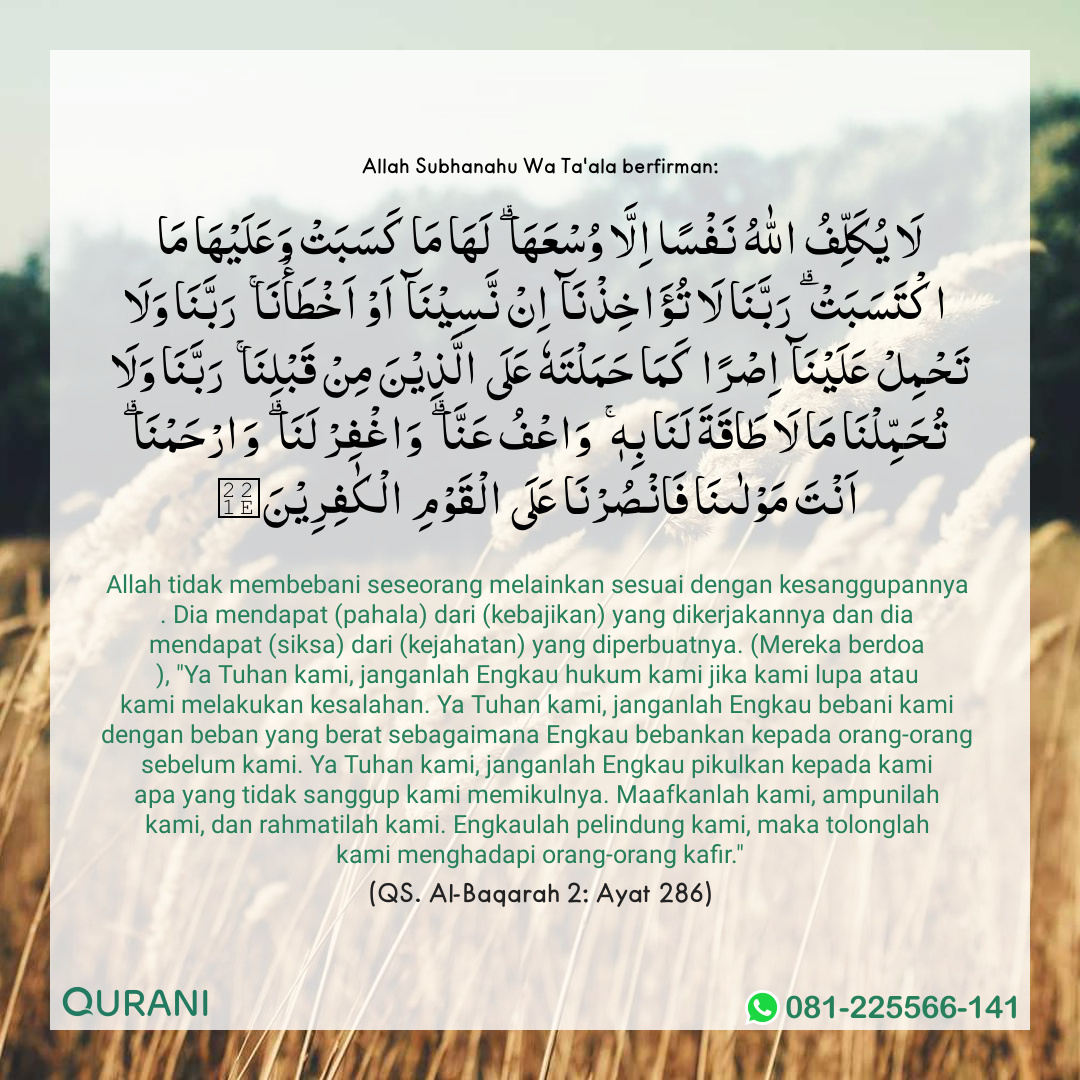 Allah Subhanahu Wa Ta'ala berfirman:
لَا يُكَلِّفُ اللّٰهُ نَفْسًا اِلَّا وُسْعَهَا ۗ لَهَا مَا كَسَبَتْ وَعَلَيْهَا مَا
اكْتَسَبَتْ ۗ رَبَّنَا لَا تُؤَاخِذْنَآ اِنْ نَّسِيْنَآ اَوْ اَخْطَأْنَا ۚ رَبَّنَا وَلَا
تَحْمِلْ عَلَيْنَآ اِصْرًا كَمَا حَمَلْتَهٗ عَلَى الَّذِيْنَ مِنْ قَبْلِنَا ۚ رَبَّنَا وَلَا
تُحَمِّلْنَا مَا لَا طَاقَةَ لَنَا بِهٖ ۚ وَاعْفُ عَنَّا ۗ وَاغْفِرْ لَنَا ۗ وَارْحَمْنَا ۗ
اَنْتَ مَوْلٰىنَا فَانْصُرْنَا عَلَى الْقَوْمِ الْكٰفِرِيْنَ
Allah tidak membebani seseorang melainkan sesuai dengan kesanggupannya
. Dia mendapat (pahala) dari (kebajikan) yang dikerjakannya dan dia
mendapat (siksa) dari (kejahatan) yang diperbuatnya. (Mereka berdoa
), "Ya Tuhan kami, janganlah Engkau hukum kami jika kami lupa atau
kami melakukan kesalahan. Ya Tuhan kami, janganlah Engkau bebani kami
dengan beban yang berat sebagaimana Engkau bebankan kepada orang-orang
sebelum kami. Ya Tuhan kami, janganlah Engkau pikulkan kepada kami
apa yang tidak sanggup kami memikulnya. Maafkanlah kami, ampunilah
kami, dan rahmatilah kami. Engkaulah pelindung kami, maka tolonglah
kami menghadapi orang-orang kafir."
(QS. Al-Baqarah 2: Ayat 286)
QURANI
081-225566-141